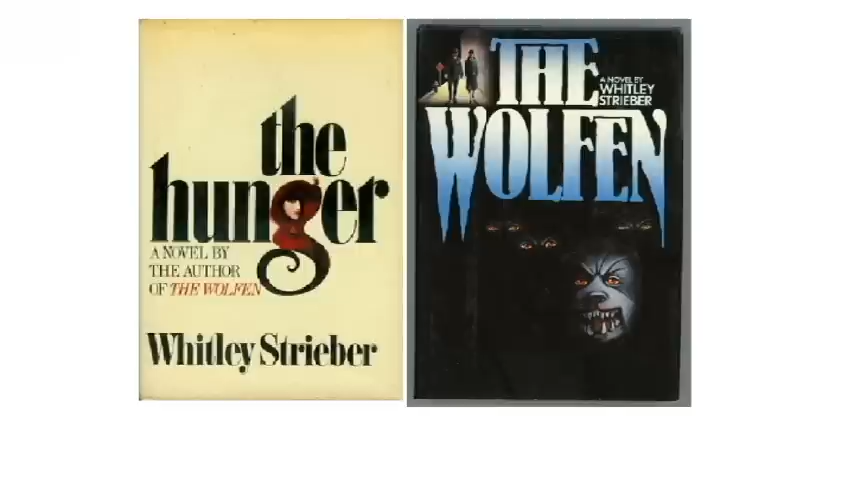 the
hunger
A NOVEL BY
THE AUTHOR
OF THE WOLFEN
Whitley Strieber
THE
A NOVEL BY
WHITLEY
STRIEBER
WOLFEN